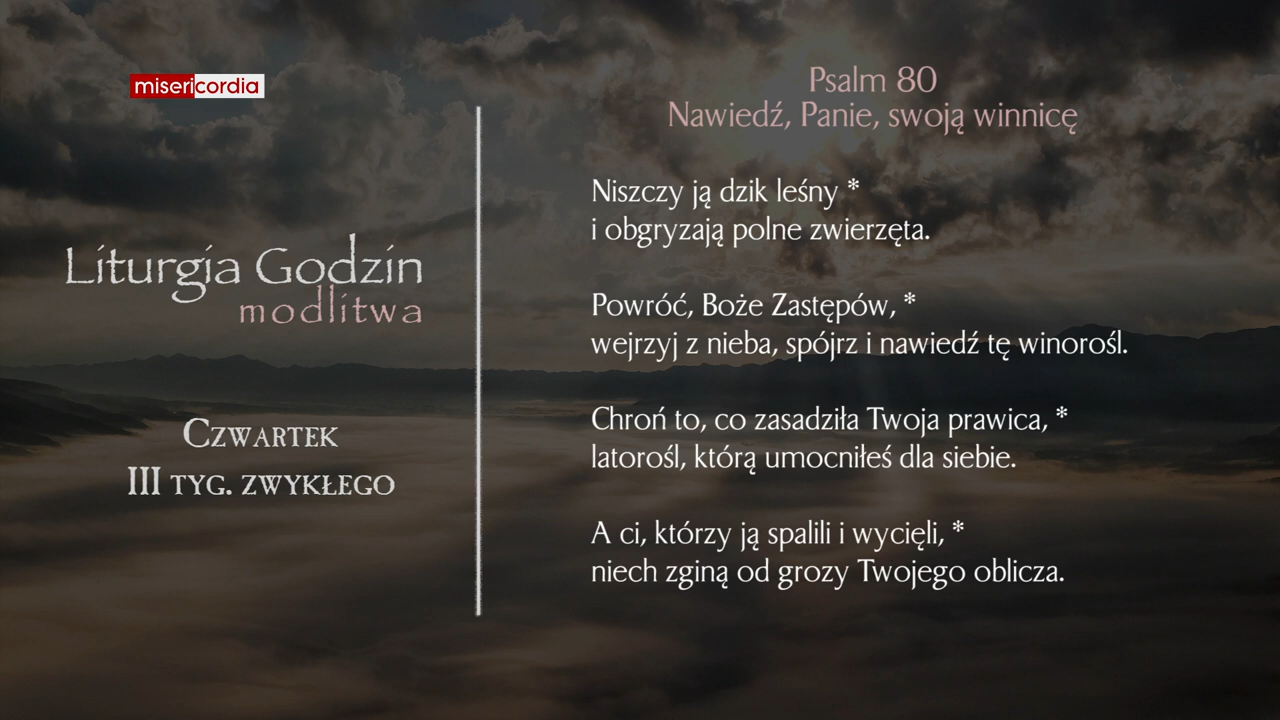 misericordia
Liturgia Godzin
modlitwa
Czwartek
III tyg. zwykłego
Psalm 80
Nawiedź, Panie, swoją winnicę
Niszczy ją dzik leśny *
i obgryzają polne zwierzęta.
Powróć, Boże Zastępów, *
wejrzyj z nieba, spójrz i nawiedź tę winorośl.
Chroń to, co zasadziła Twoja prawica, *
latorośl, którą umocniłeś dla siebie.
A ci, którzy ją spalili i wycięli, *
niech zginą od grozy Twojego oblicza.